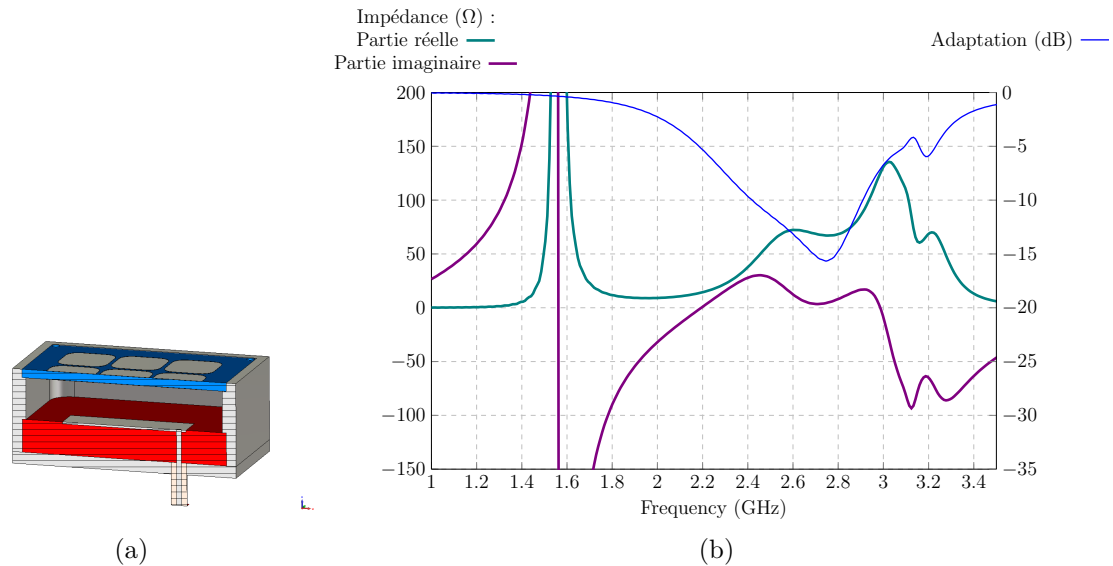 Impédance (Ω) :
Partie réelle
Partie imaginaire
Adaptation (dB)
200
150
100
50
0
−50
−100
−150
0
−5
−10
−15
−20
−25
−30
−35
1 1.2 1.4 1.6 1.8 2 2.2 2.4 2.6 2.8 3 3.2 3.4
Frequency (GHz)
(a)
(b)